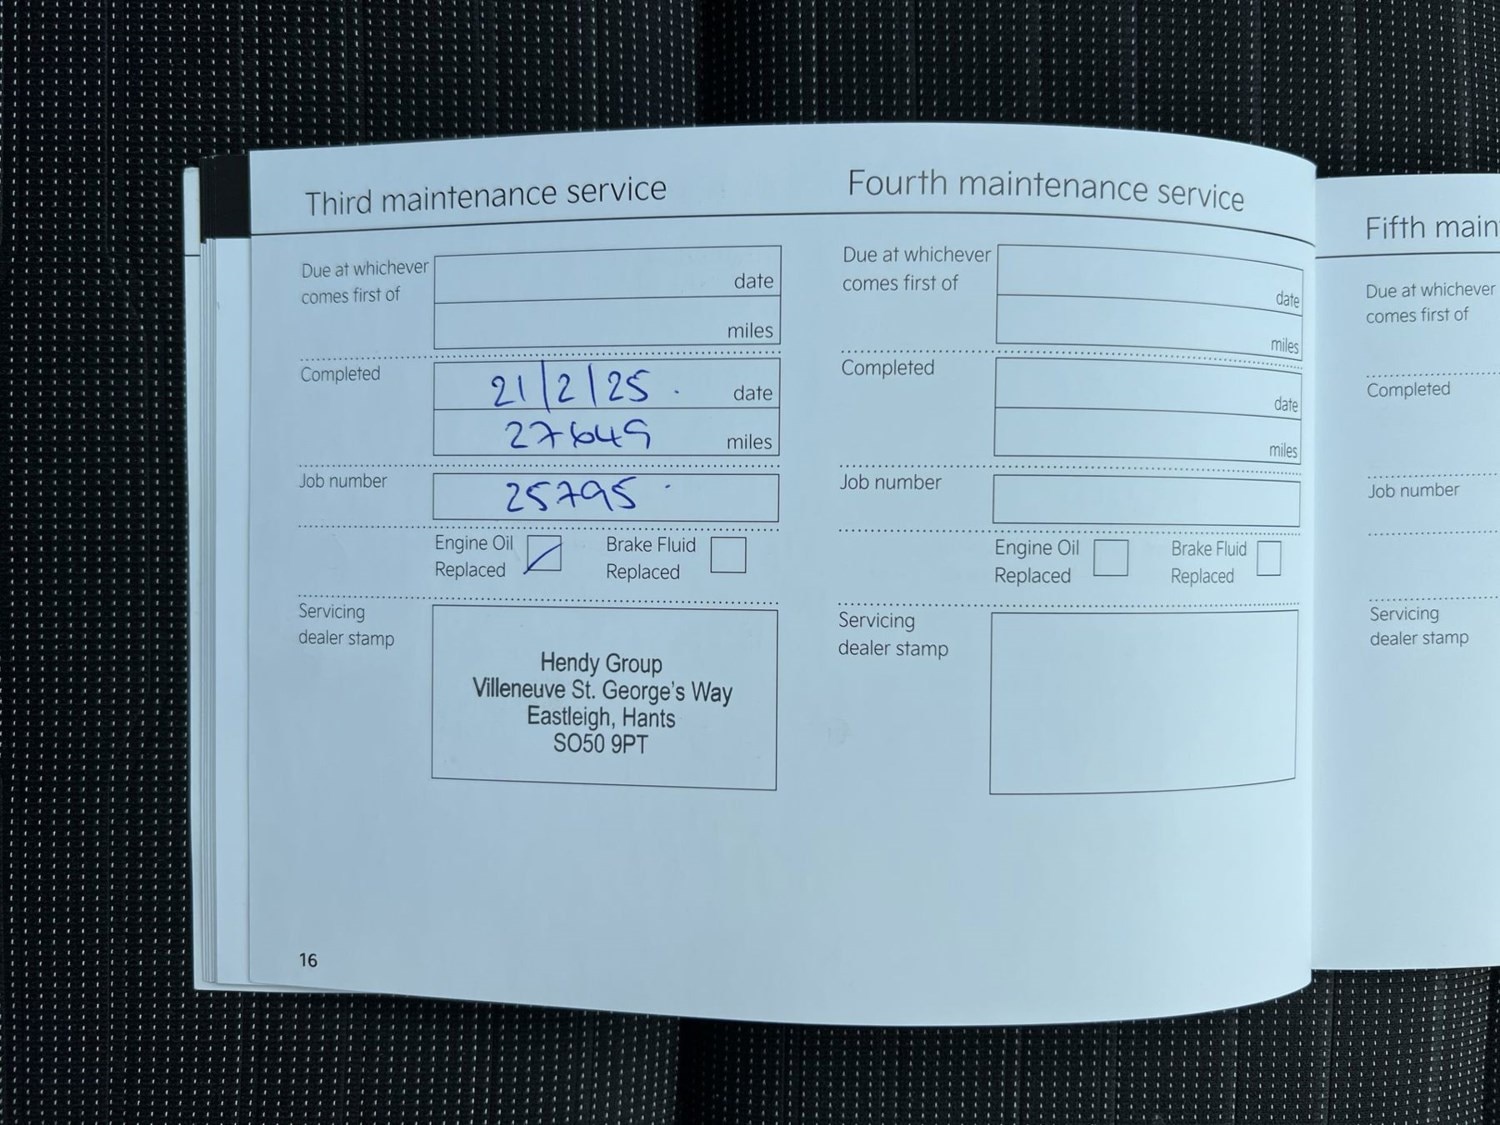 Third maintenance service
Due at whichever
comes first of
date
miles
Completed
21/2/25 . date
27649 miles
Job number
25795
Engine Oil
Replaced
Brake Fluid
Replaced
Servicing
dealer stamp
Hendy Group
Villeneuve St. George's Way
Eastleigh, Hants
SO50 9PT
16
Fourth maintenance service
Due at whichever
comes first of
date
miles
Completed
date
miles
Job number
Engine Oil
Replaced
Brake Fluid
Replaced
Servicing
dealer stamp
Fifth main
Due at whichever
comes first of
Completed
Job number
Servicing
dealer stamp